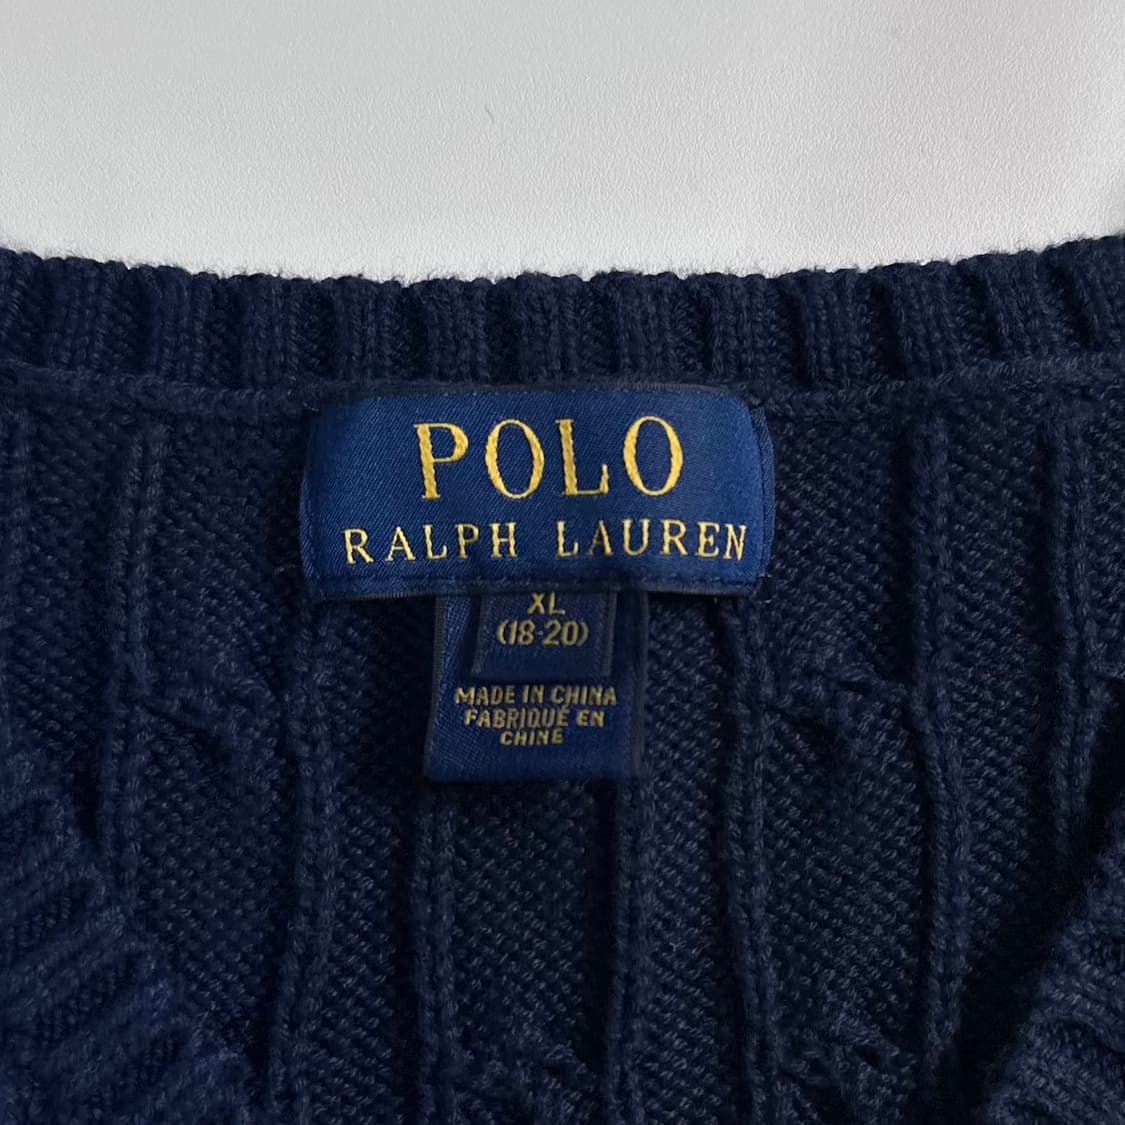 POLO
RALPH LAUREN
XL
(18-20)
MADE IN CHINA
FABRIQUÉ EN
CHINE